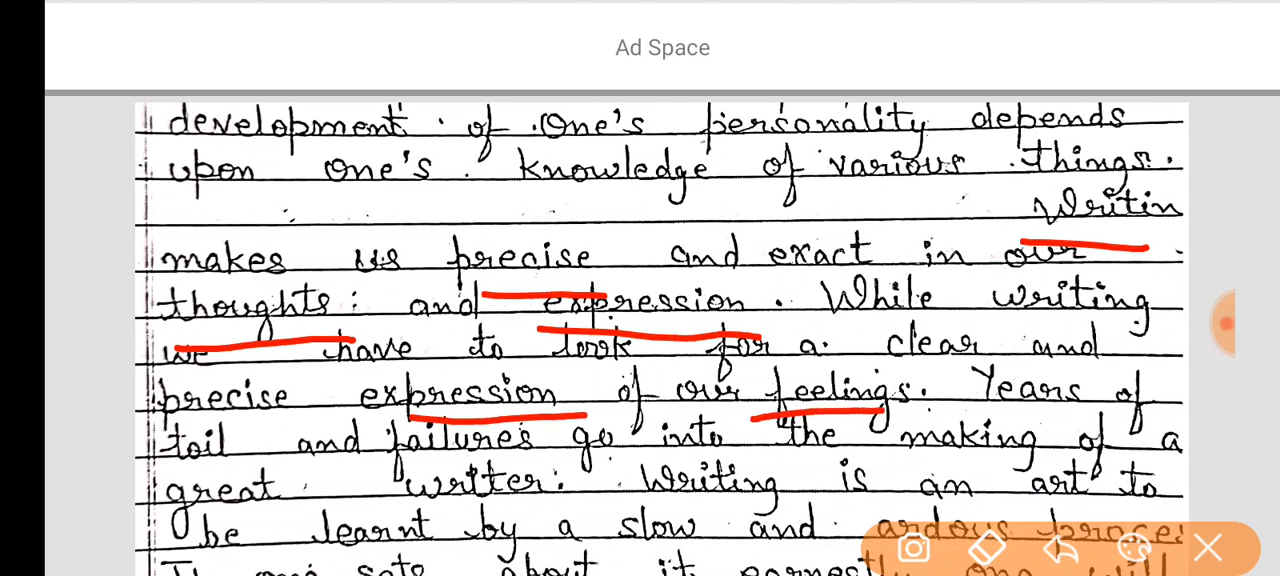 Ad Space
development of One's personality depends
upon one's knowledge of various things.
Writin
makes us precise and exact in our
thoughts and expression. While writing
we have to look for a clear and
precise expression of our feelings. Years of
toil and failures go into the making of a
great writter. Writing is an art to
be learnt by a slow and
about it